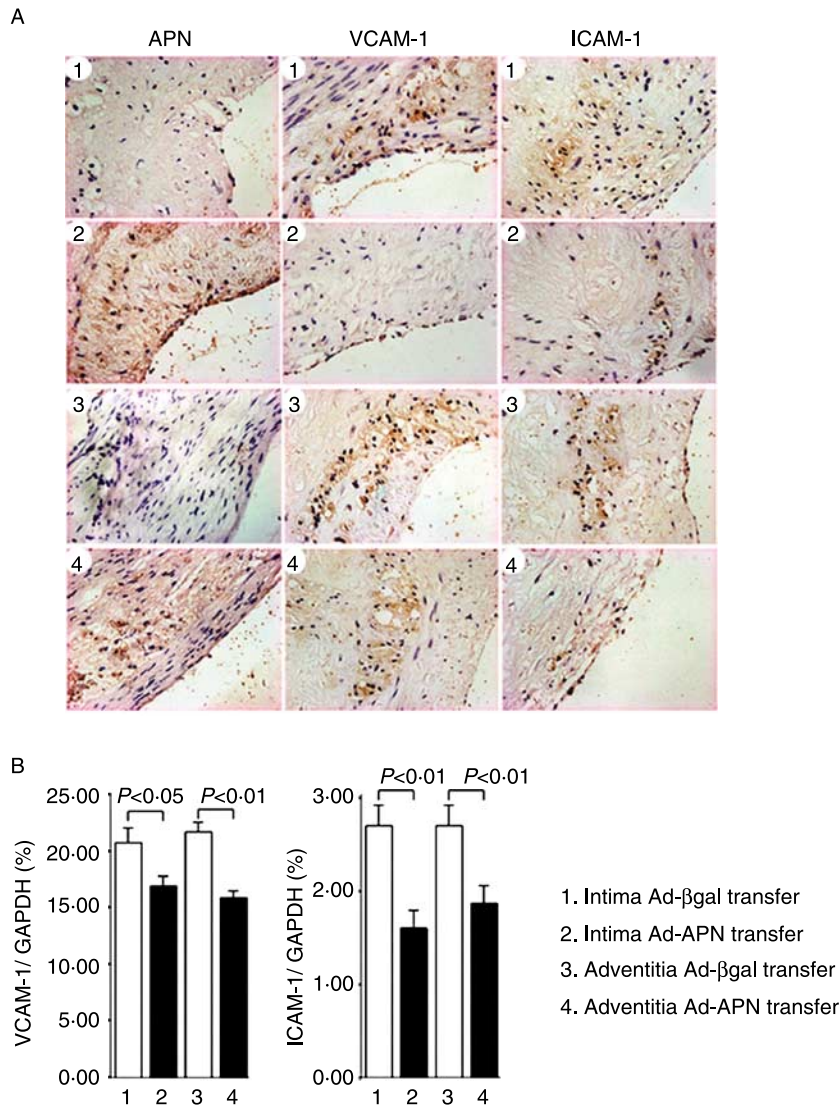 A
APN VCAM-1 ICAM-1
1 1 1
2 2 2
3 3 3
4 4 4
B
P<0·05 P<0·01
VCAM-1/ GAPDH (%)
25·00
20·00
15·00
10·00
5·00
0·00
1 2 3 4
P<0·01 P<0·01
ICAM-1/ GAPDH (%)
3·00
2·00
1·00
0·00
1 2 3 4
1. Intima Ad-βgal transfer
2. Intima Ad-APN transfer
3. Adventitia Ad-βgal transfer
4. Adventitia Ad-APN transfer